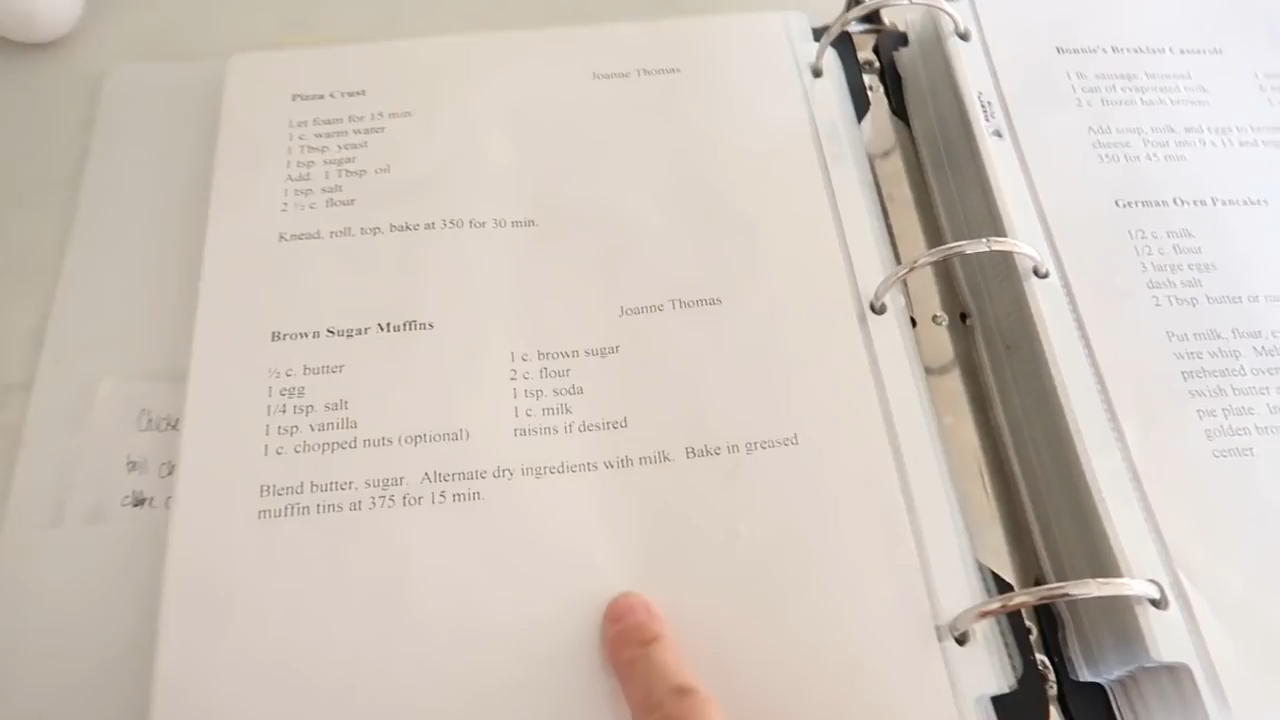 Joanne Thomas
Pizza Crust
Let foam for 15 min
1 c. warm water
1 Tbsp. yeast
1 tsp. sugar
Add: 1 Tbsp. oil
1 tsp. salt
2 ½ c. flour
Knead, roll, top, bake at 350 for 30 min.
Joanne Thomas
Brown Sugar Muffins
½ c. butter
1 egg
1/4 tsp. salt
1 tsp. vanilla
1 c. chopped nuts (optional)
1 c. brown sugar
2 c. flour
1 tsp. soda
1 c. milk
raisins if desired
Blend butter, sugar. Alternate dry ingredients with milk. Bake in greased
muffin tins at 375 for 15 min.
Bonnie's Breakfast Casserole
1 lb. sausage, browned
1 can of evaporated milk
2 c. frozen hash browns
Add soup, milk, and eggs to
cheese. Pour into 9 x 13 and
350 for 45 min.
German Oven Pancakes
1/2 c. milk
1/2 c. flour
3 large eggs
dash salt
2 Tbsp. butter or
Put milk, flour,
wire whip.
preheated oven
swish butter
pie plate.
golden
center.